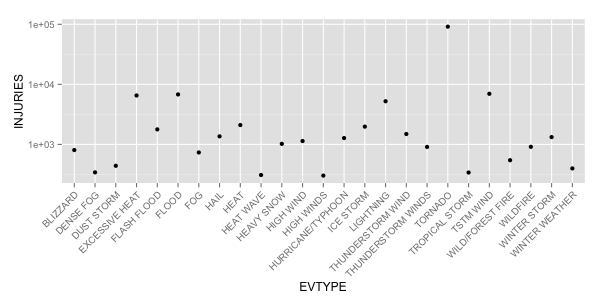 1e+05
1e+04
1e+03
INJURIES
BLIZZARD
DENSE FOG
DUST STORM
EXCESSIVE HEAT
FLASH FLOOD
FLOOD
FOG
HAIL
HEAT
HEAT WAVE
HEAVY SNOW
HIGH WIND
HIGH WINDS
HURRICANE/TYPHOON
ICE STORM
LIGHTNING
THUNDERSTORM WIND
THUNDERSTORM WINDS
TORNADO
TROPICAL STORM
TSTM WIND
WILD/FOREST FIRE
WILDFIRE
WINTER STORM
WINTER WEATHER
EVTYPE